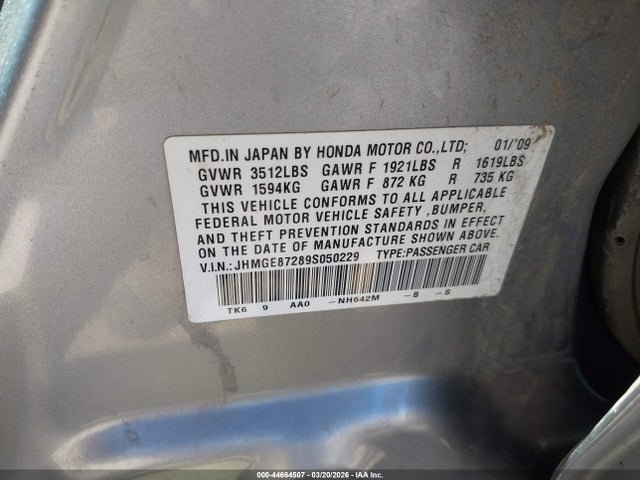 MFD.IN JAPAN BY HONDA MOTOR CO.,LTD; 01/'09
GVWR 3512LBS GAWR F 1921LBS R 1619LBS
GVWR 1594KG GAWR F 872 KG R 735 KG
THIS VEHICLE CONFORMS TO ALL APPLICABLE
FEDERAL MOTOR VEHICLE SAFETY ,BUMPER,
AND THEFT PREVENTION STANDARDS IN EFFECT
ON THE DATE OF MANUFACTURE SHOWN ABOVE.
V.I.N.:JHMGE87289S050229 TYPE:PASSENGER CAR
TK6 9 AA0 -NH642M -B -S
000-44664507 - 03/20/2026 - IAA Inc.